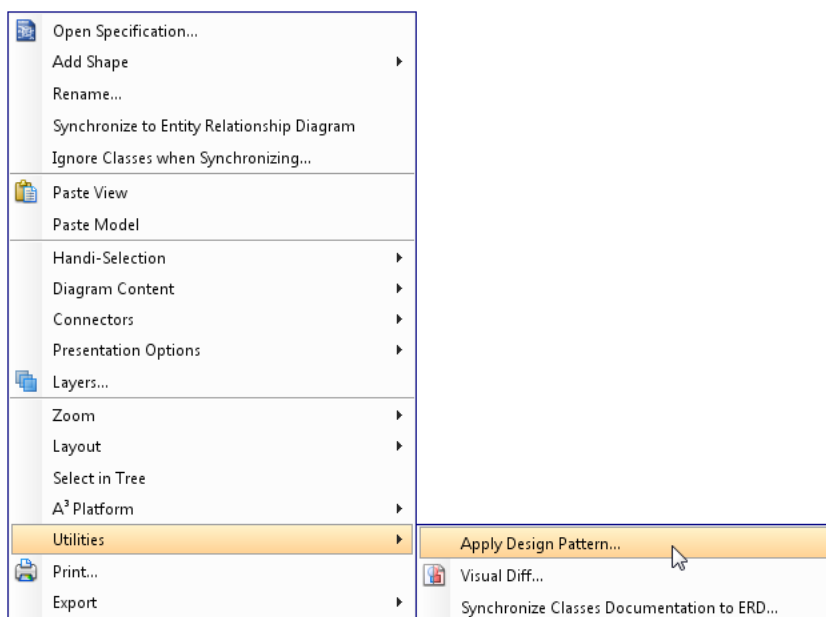 Open Specification...
Add Shape
Rename...
Synchronize to Entity Relationship Diagram
Ignore Classes when Synchronizing...
Paste View
Paste Model
Handi-Selection
Diagram Content
Connectors
Presentation Options
Layers...
Zoom
Layout
Select in Tree
A³ Platform
Utilities
Apply Design Pattern...
Print...
Visual Diff...
Export
Synchronize Classes Documentation to ERD...